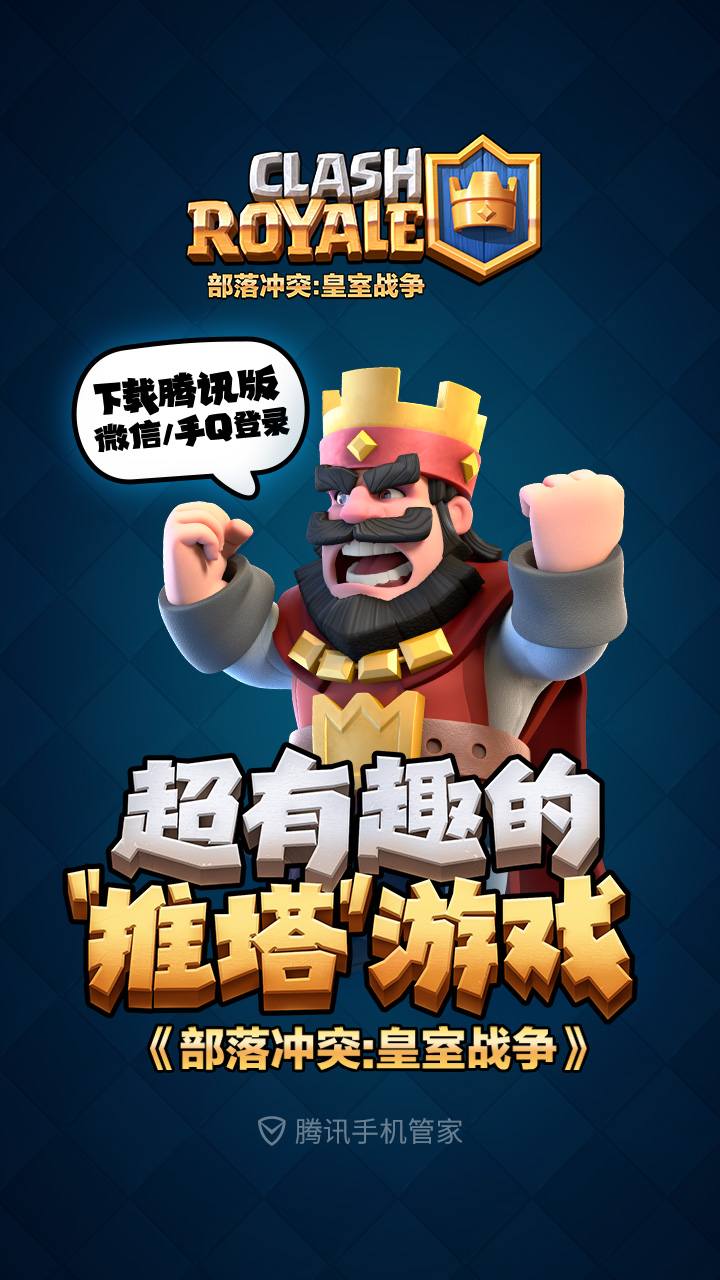 CLASH
ROYALE
部落冲突:皇室战争
下载腾讯版
微信/手Q登录
超有趣的
"推塔"游戏
《部落冲突:皇室战争》
腾讯手机管家